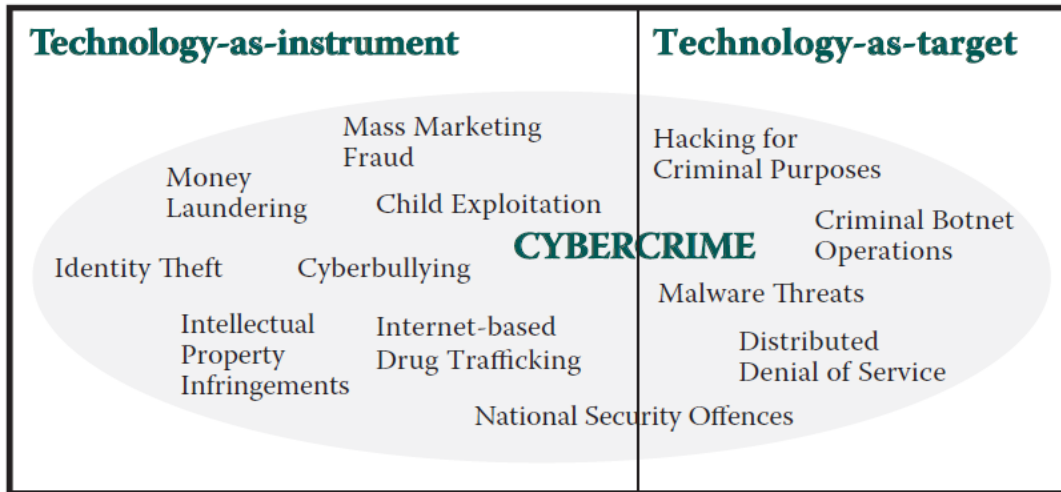 Technology-as-instrument
Technology-as-target
Mass Marketing
Fraud
Hacking for
Criminal Purposes
Money
Laundering
Child Exploitation
Criminal Botnet
Operations
CYBERCRIME
Identity Theft
Cyberbullying
Malware Threats
Intellectual
Property
Infringements
Internet-based
Drug Trafficking
Distributed
Denial of Service
National Security Offences